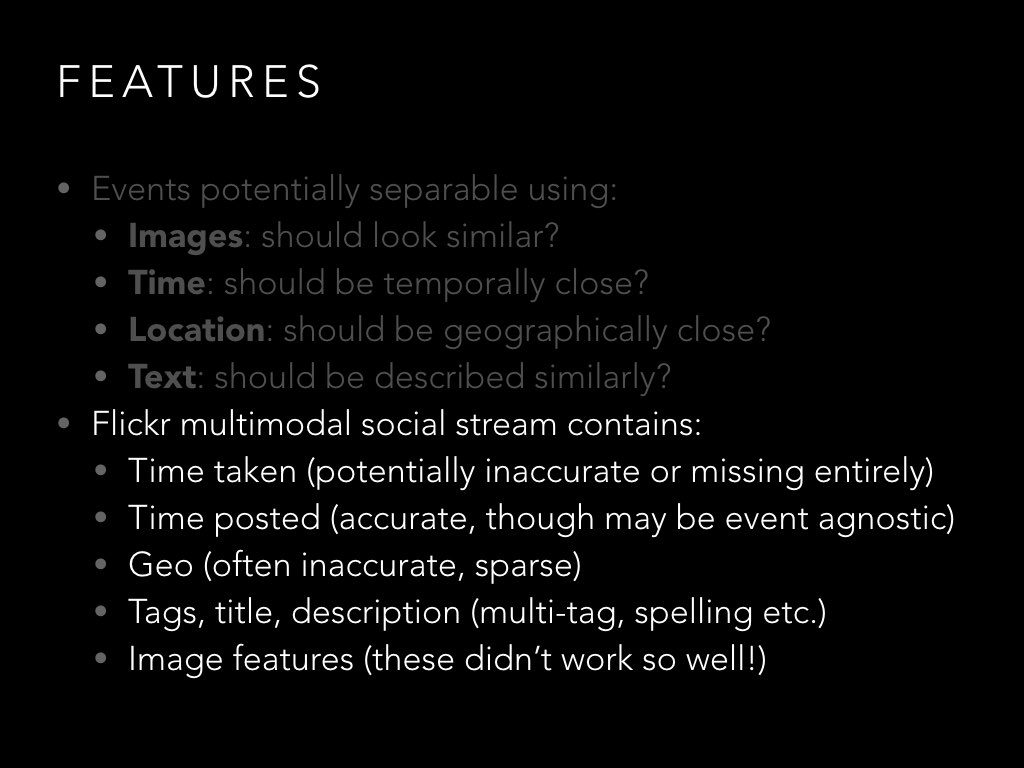 FEATURES
• Events potentially separable using:
• Images: should look similar?
• Time: should be temporally close?
• Location: should be geographically close?
• Text: should be described similarly?
• Flickr multimodal social stream contains:
• Time taken (potentially inaccurate or missing entirely)
• Time posted (accurate, though may be event agnostic)
• Geo (often inaccurate, sparse)
• Tags, title, description (multi-tag, spelling etc.)
• Image features (these didn’t work so well!)